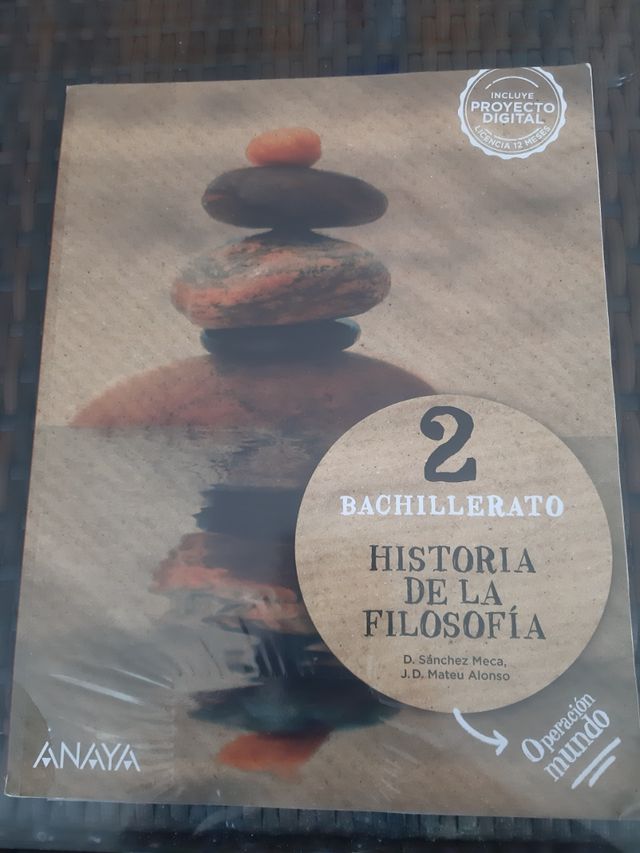 INCLUYE
PROYECTO
DIGITAL
LICENCIA 12 MESES
2
BACHILLERATO
HISTORIA
DE LA
FILOSOFÍA
D. Sánchez Meca,
J. D. Mateu Alonso
Operación
mundo
ANAYA